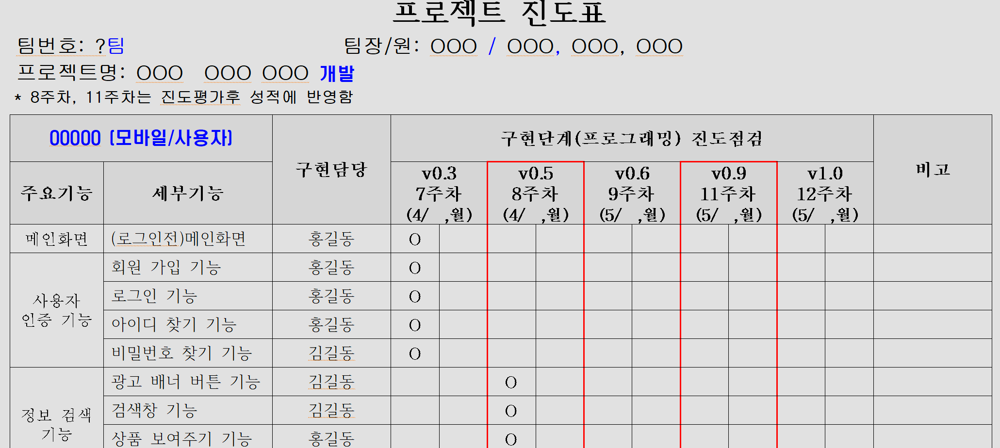 프로젝트 진도표
팀번호: ?팀 팀장/원: OOO / OOO, OOO, OOO
프로젝트명: OOO OOO OOO 개발
* 8주차, 11주차는 진도평가후 성적에 반영함
00000 (모바일/사용자) 구현담당 구현단계(프로그래밍) 진도점검 비고
주요기능 세부기능
v0.3 v0.5 v0.6 v0.9 v1.0
7주차 8주차 9주차 11주차 12주차
(4/ ,월) (4/ ,월) (5/ ,월) (5/ ,월) (5/ ,월)
메인화면 (로그인전)메인화면 홍길동 O
사용자
인증 기능
회원 가입 기능 홍길동 O
로그인 기능 홍길동 O
아이디 찾기 기능 홍길동 O
비밀번호 찾기 기능 김길동 O
정보 검색
기능
광고 배너 버튼 기능 김길동 O
검색창 기능 김길동 O
상품 보여주기 기능 홍길동 O